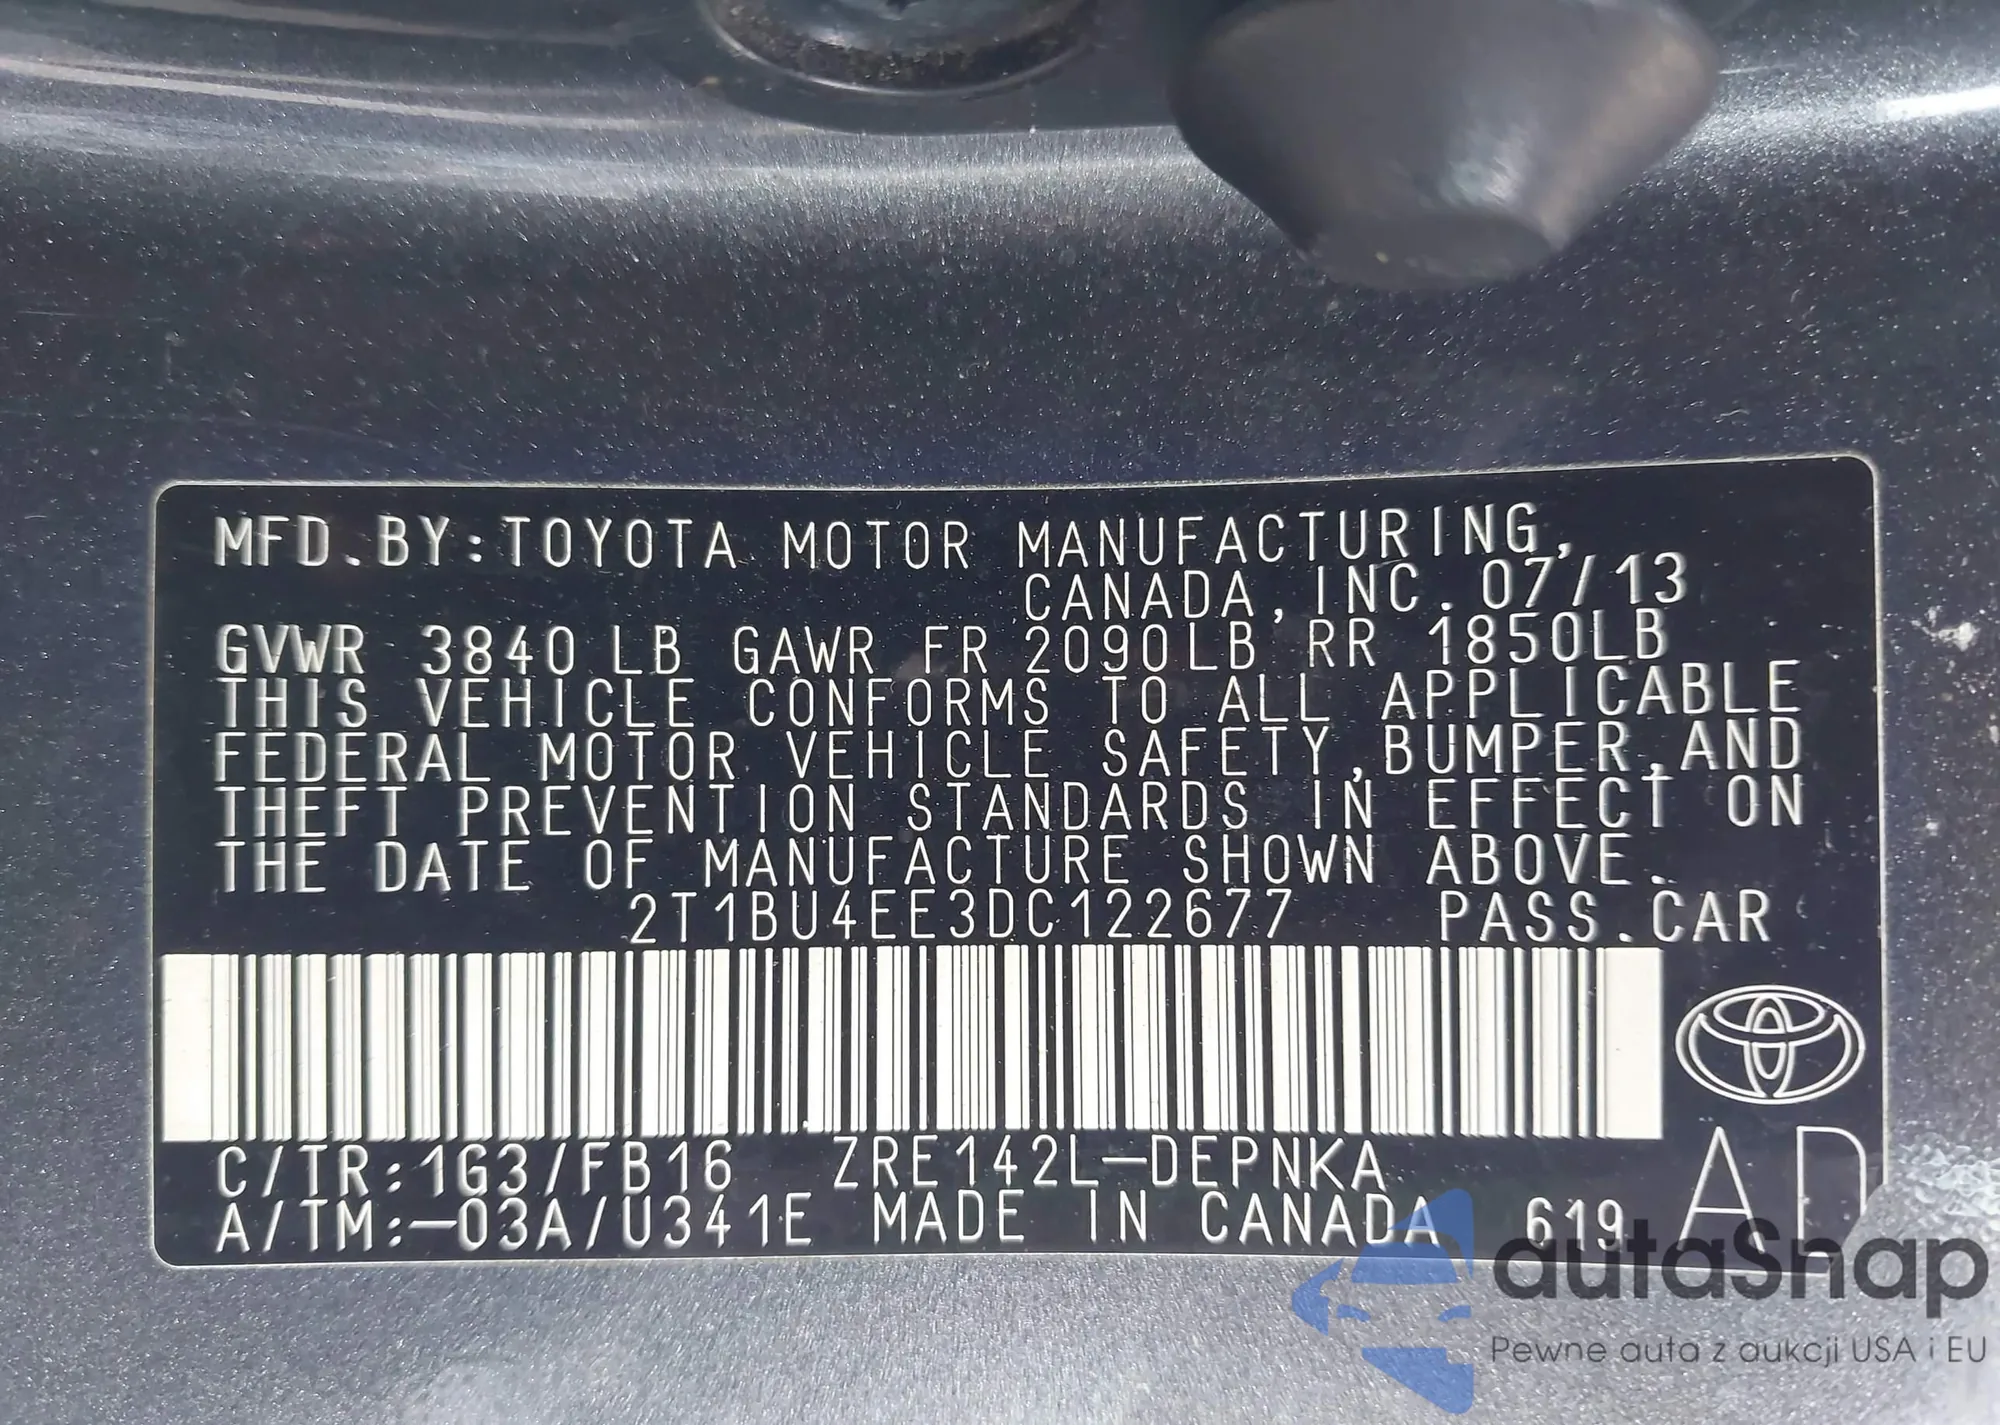 MFD.BY:TOYOTA MOTOR MANUFACTURING,
CANADA,INC. 07/13
GVWR 3840LB GAWR FR 2090LB RR 1850LB
THIS VEHICLE CONFORMS TO ALL APPLICABLE
FEDERAL MOTOR VEHICLE SAFETY,BUMPER,AND
THEFT PREVENTION STANDARDS IN EFFECT ON
THE DATE OF MANUFACTURE SHOWN ABOVE.
2T1BU4EE3DC122677 PASS.CAR
C/TR:1G3/FB16 ZRE142L-DEPNKA
A/TM:-03A/U341E MADE IN CANADA 619 AD
autoSnap
Pewne auta z aukcji USA i EU